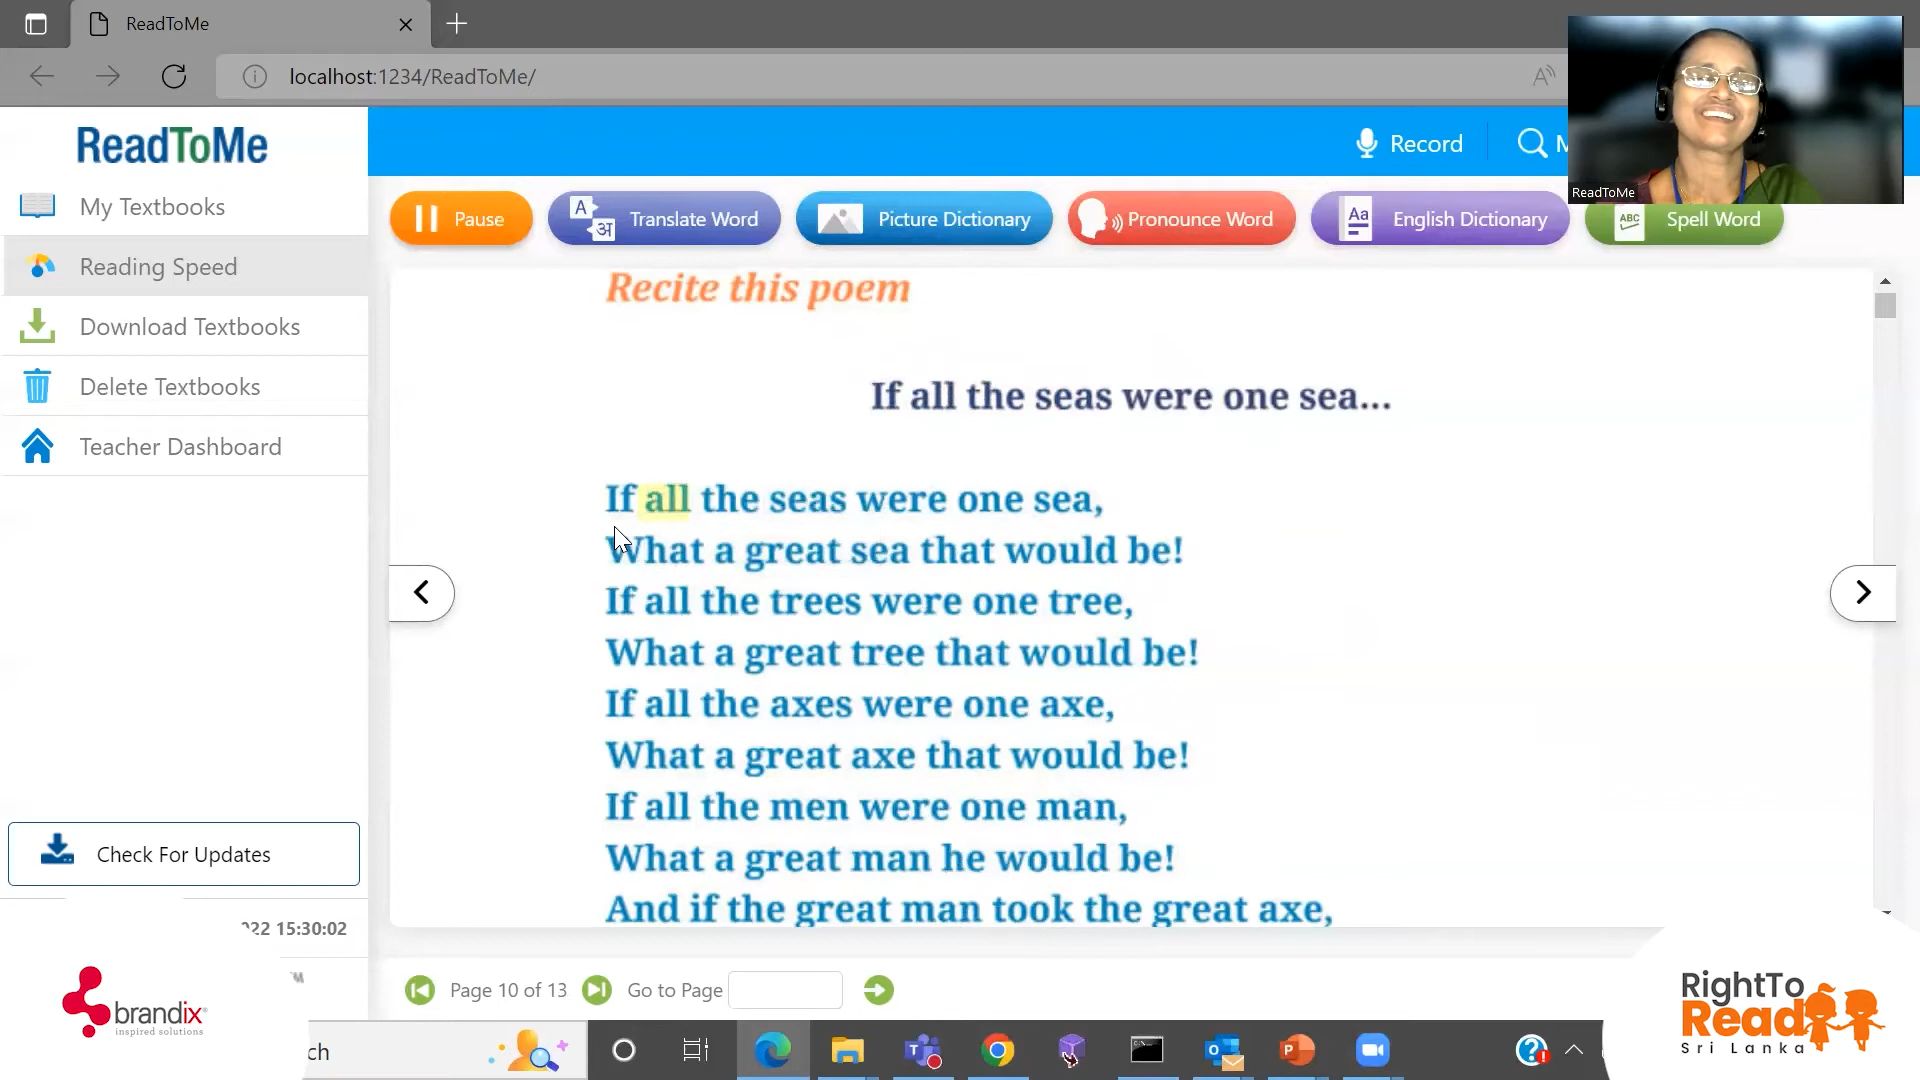 ReadToMe
localhost:1234/ReadToMe/
ReadToMe
Record
ReadToMe
My Textbooks
Reading Speed
Download Textbooks
Delete Textbooks
Teacher Dashboard
Pause
Translate Word
Picture Dictionary
Pronounce Word
English Dictionary
Spell Word
Recite this poem
If all the seas were one sea...
If all the seas were one sea,
What a great sea that would be!
If all the trees were one tree,
What a great tree that would be!
If all the axes were one axe,
What a great axe that would be!
If all the men were one man,
What a great man he would be!
And if the great man took the great axe,
Check For Updates
22 15:30:02
Page 10 of 13
Go to Page
brandix
inspired solutions
RightTo
Read
Sri Lanka
ch